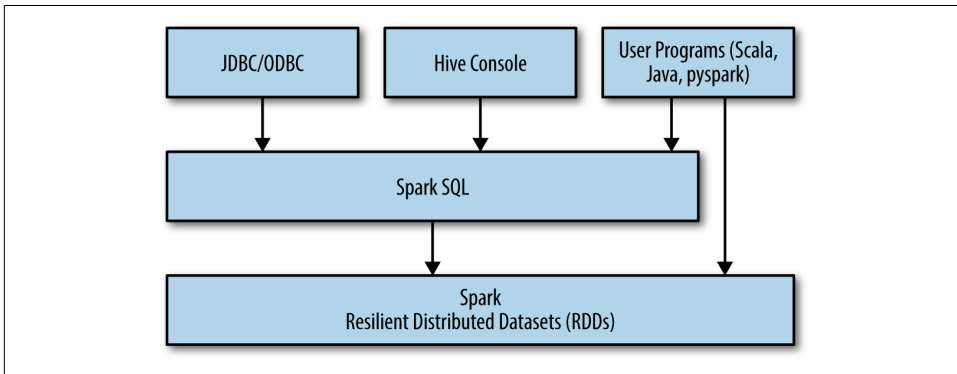 JDBC/ODBC
Hive Console
User Programs (Scala,
Java, pyspark)
Spark SQL
Spark
Resilient Distributed Datasets (RDDs)